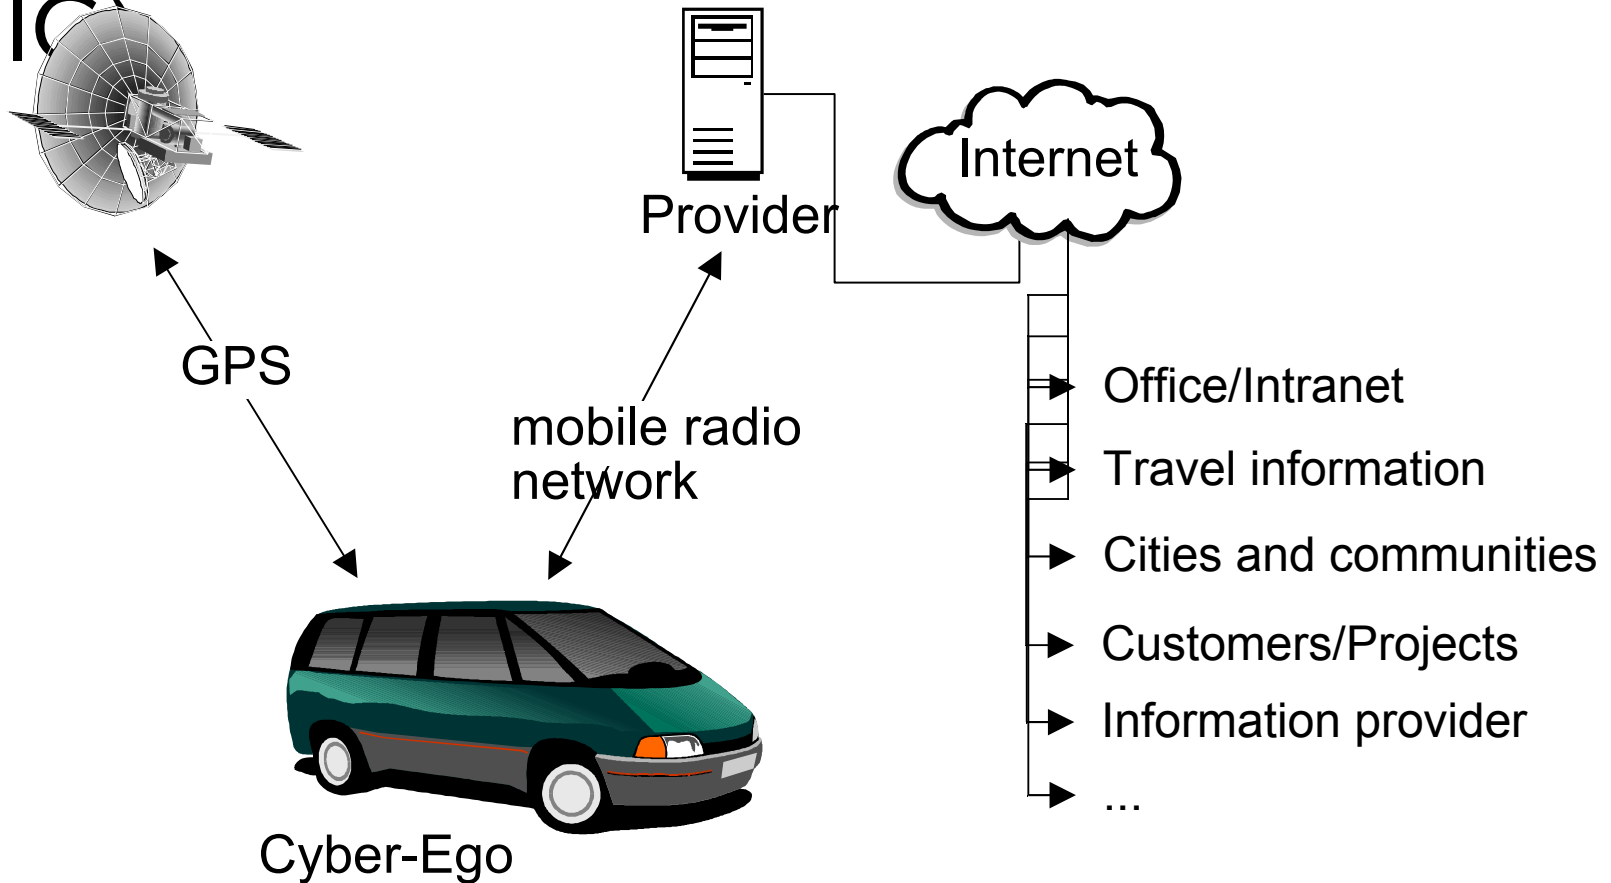 Provider
Internet
GPS
mobile radio
network
Office/Intranet
Travel information
Cities and communities
Customers/Projects
Information provider
...
Cyber-Ego